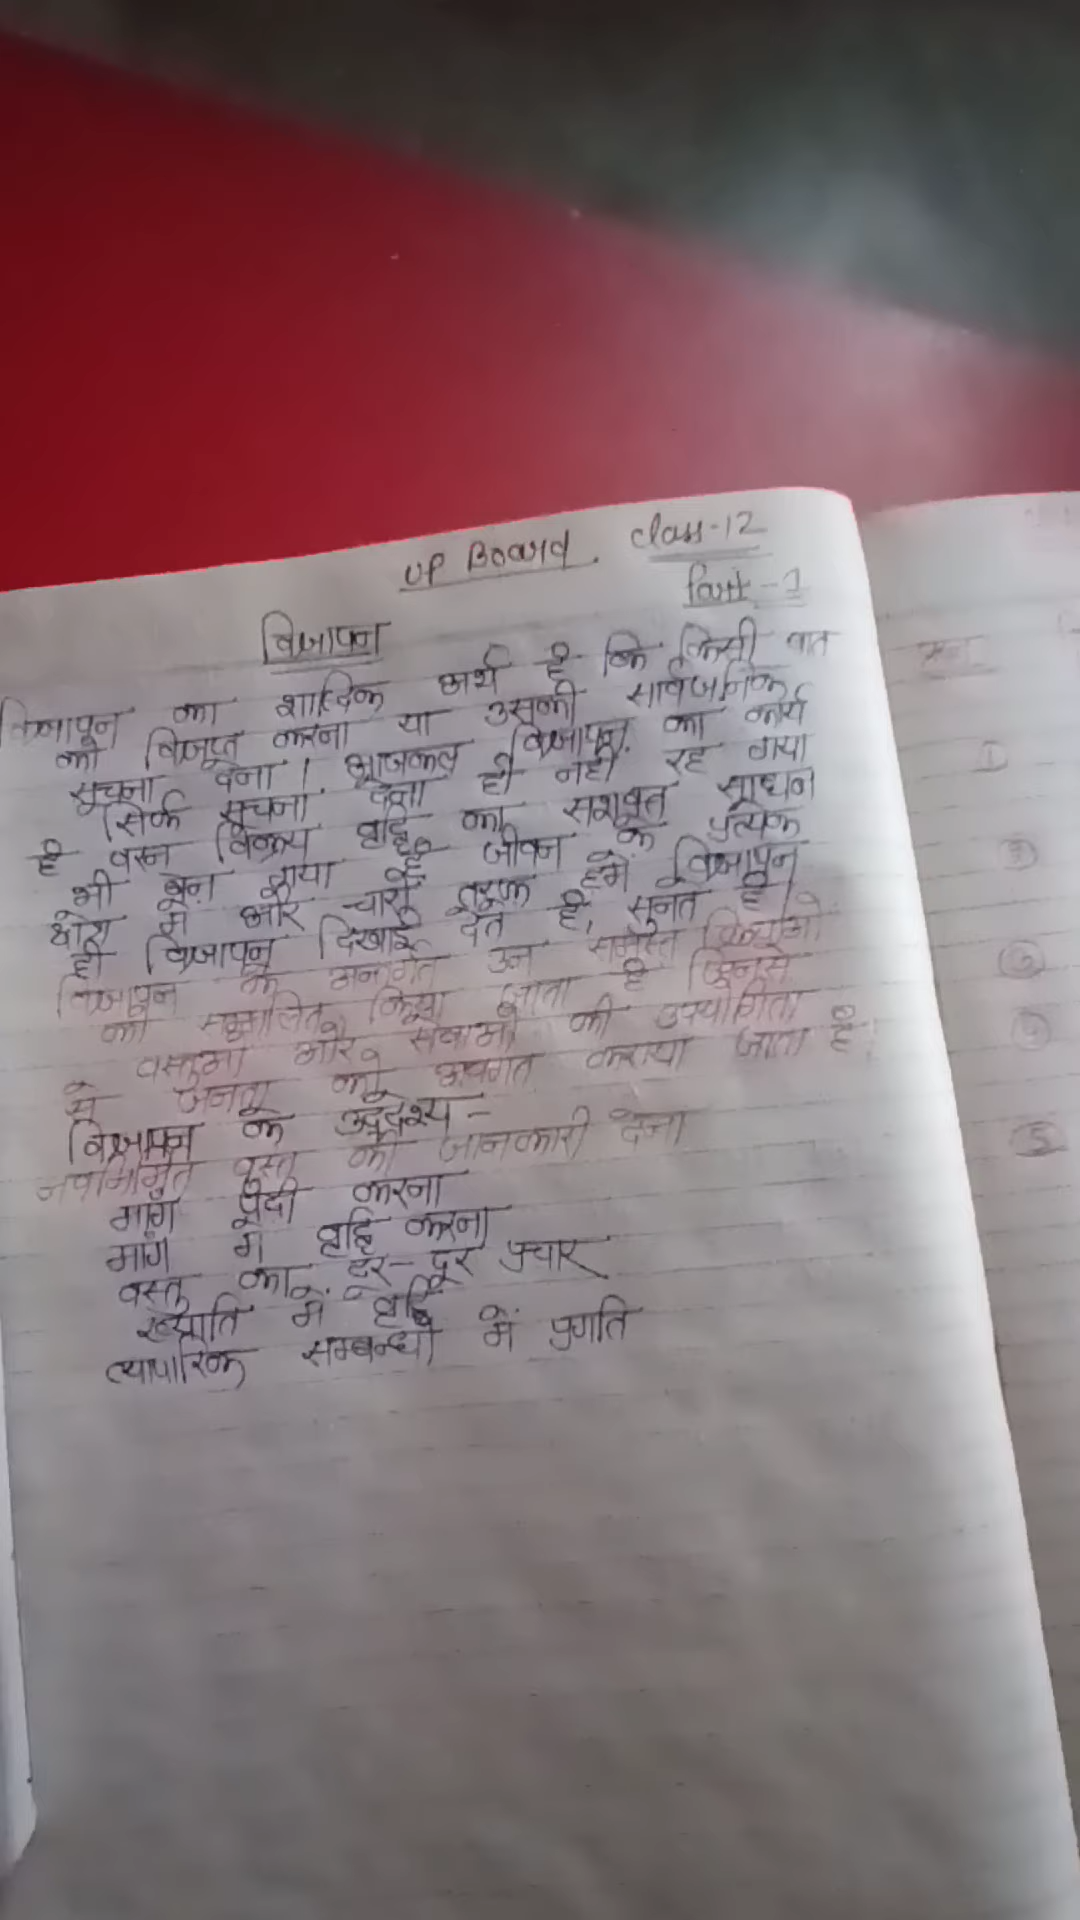 UP Board. Class-12
Part-1
विज्ञापन
विज्ञापन का शाब्दिक अर्थ है कि किसी बात
को विज्ञप्त करना या उसकी सार्वजनिक
सूचना देना। आजकल विज्ञापन का कार्य
सिर्फ सूचना देना ही नहीं रह गया
है वरन विक्रय वृद्धि का सशक्त साधन
भी बन गया है जीवन के प्रत्येक
क्षेत्र में और चारों तरफ हमें विज्ञापन
ही विज्ञापन दिखाई देते है, सुनते है।
विज्ञापन के अन्तर्गत उन समस्त क्रियाओं
को सम्मलित किया जाता है जिनसे
वस्तुओं और सेवाओं की उपयोगिता
से जनता को अवगत कराया जाता है।
विज्ञापन के उद्देश्य -
नवनिर्मित वस्तु की जानकारी देना
मांग पैदा करना
मांग में वृद्धि करना
वस्तु का दूर-दूर प्रचार
ख्याति में वृद्धि
व्यापारिक सम्बन्धों में प्रगति